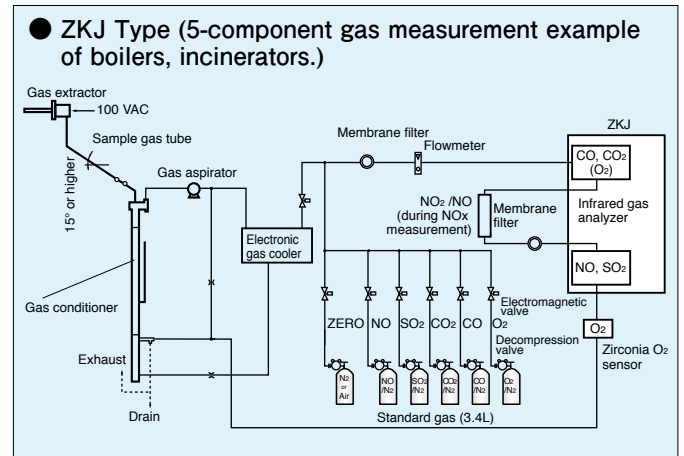 ● ZKJ Type (5-component gas measurement example
of boilers, incinerators.)
Gas extractor
100 VAC
Sample gas tube
15° or higher
Gas aspirator
Gas conditioner
Exhaust
Drain
Electronic
gas cooler
Membrane filter
Flowmeter
NO₂ /NO
(during NOx
measurement)
Membrane
filter
ZKJ
CO, CO₂
(O₂)
Infrared gas
analyzer
NO, SO₂
O₂
Zirconia O₂
sensor
Electromagnetic
valve
ZERO NO SO₂ CO₂ CO O₂
Decompression
valve
N₂
or
Air
NO
/N₂
SO₂
/N₂
CO₂
/N₂
CO
/N₂
O₂
/N₂
Standard gas (3.4L)